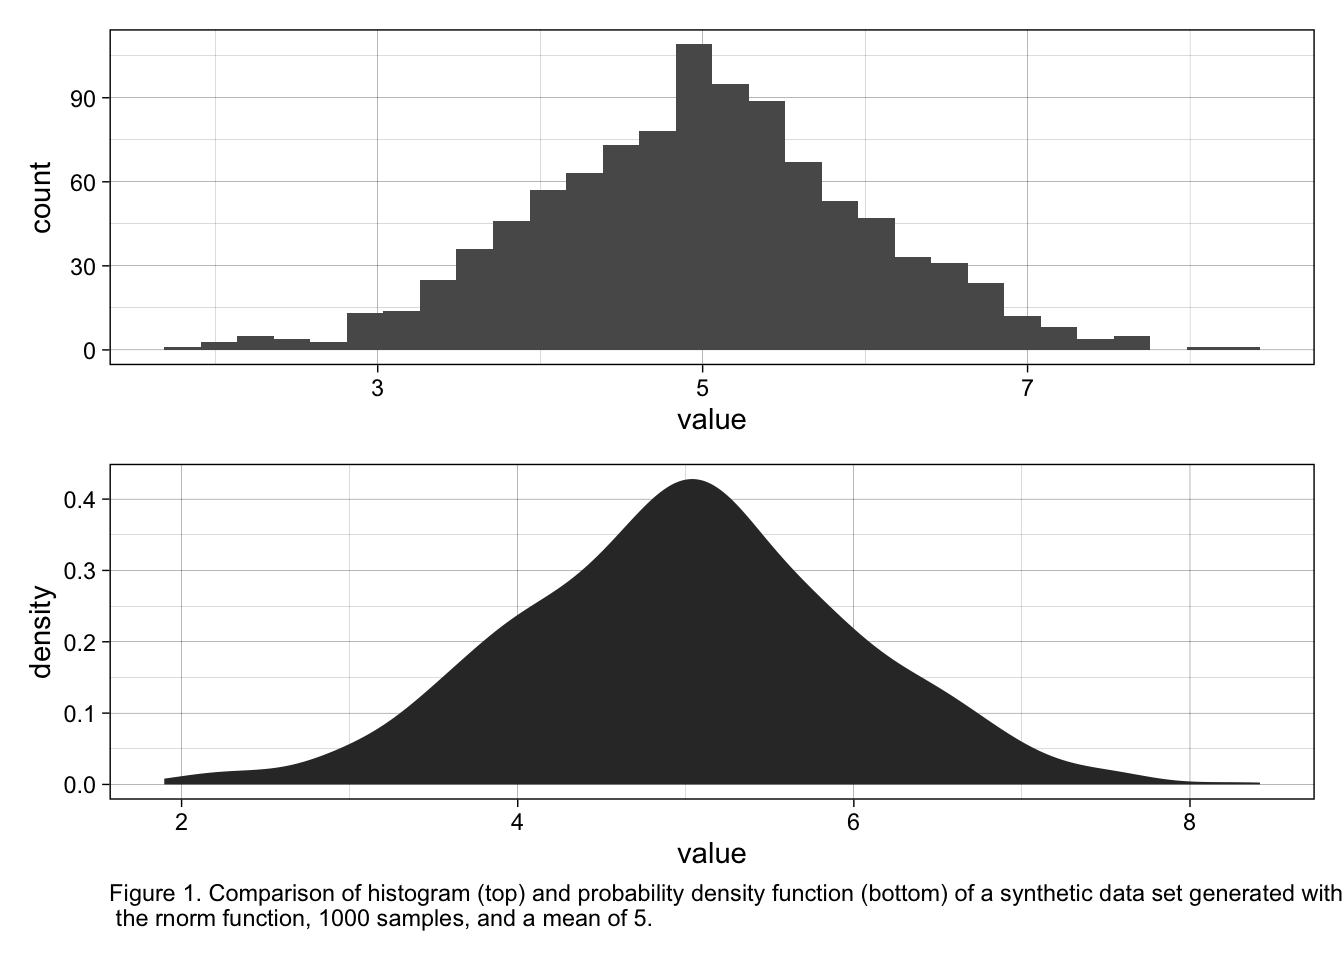 count
90
60
30
0
3 5 7
value
density
0.4
0.3
0.2
0.1
0.0
2 4 6 8
value
Figure 1. Comparison of histogram (top) and probability density function (bottom) of a synthetic data set generated with
the rnorm function, 1000 samples, and a mean of 5.